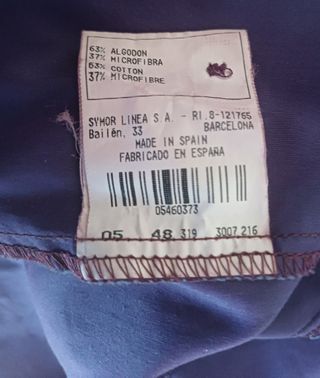 63% ALGODON
37% MICROFIBRA
63% COTTON
37% MICROFIBRE
SYMOR LINEA S.A. - RI.8-121765
Bailén, 33 BARCELONA
MADE IN SPAIN
FABRICADO EN ESPAÑA
05460373
05 48 319 3007 216